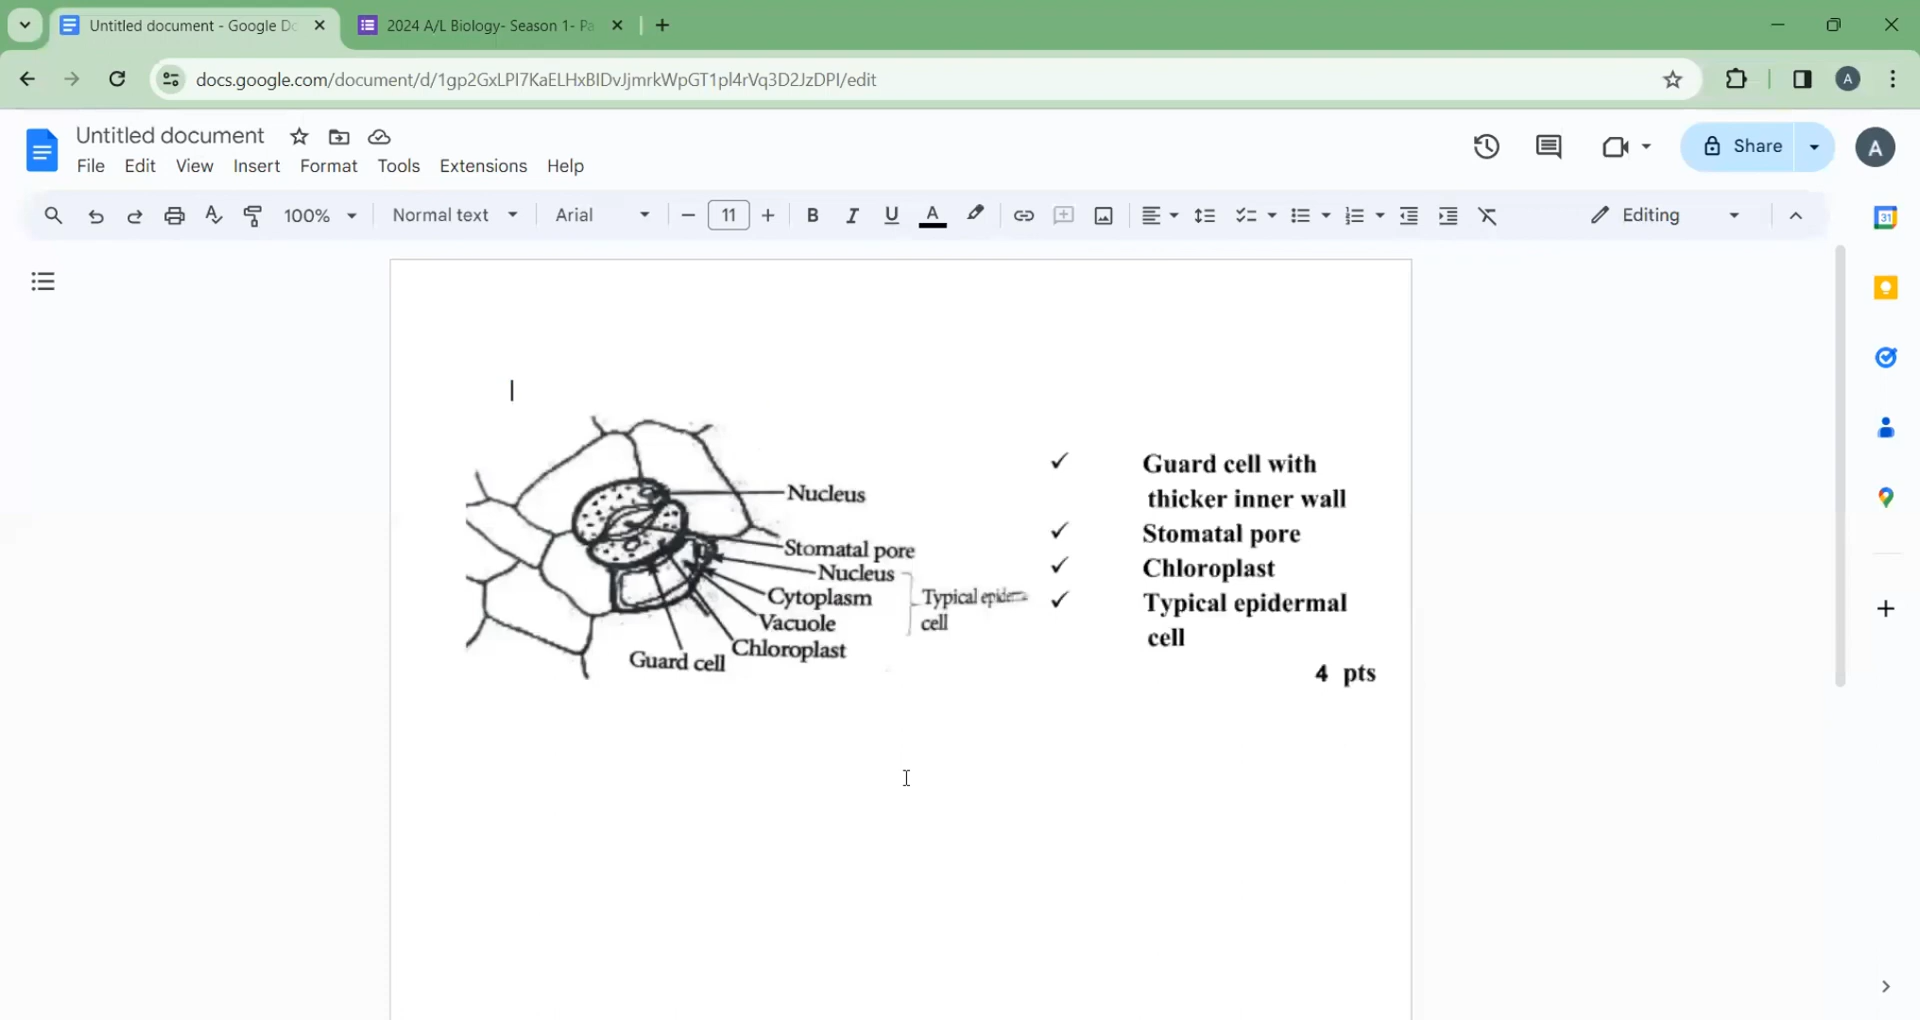 Untitled document - Google Dc
2024 A/L Biology- Season 1- Pa
docs.google.com/document/d/1gp2GxLPI7KaELHxBIDvJjmrkWpGT1pl4rVq3D2JzDPI/edit
A
Untitled document
File Edit View Insert Format Tools Extensions Help
Share
A
100% Normal text Arial 11 B I U A Editing
31
Nucleus
Stomatal pore
Nucleus
Cytoplasm
Typical
Vacuole
cell
Chloroplast
Guard cell
✓ Guard cell with
thicker inner wall
✓ Stomatal pore
✓ Chloroplast
✓ Typical epidermal
cell
4 pts